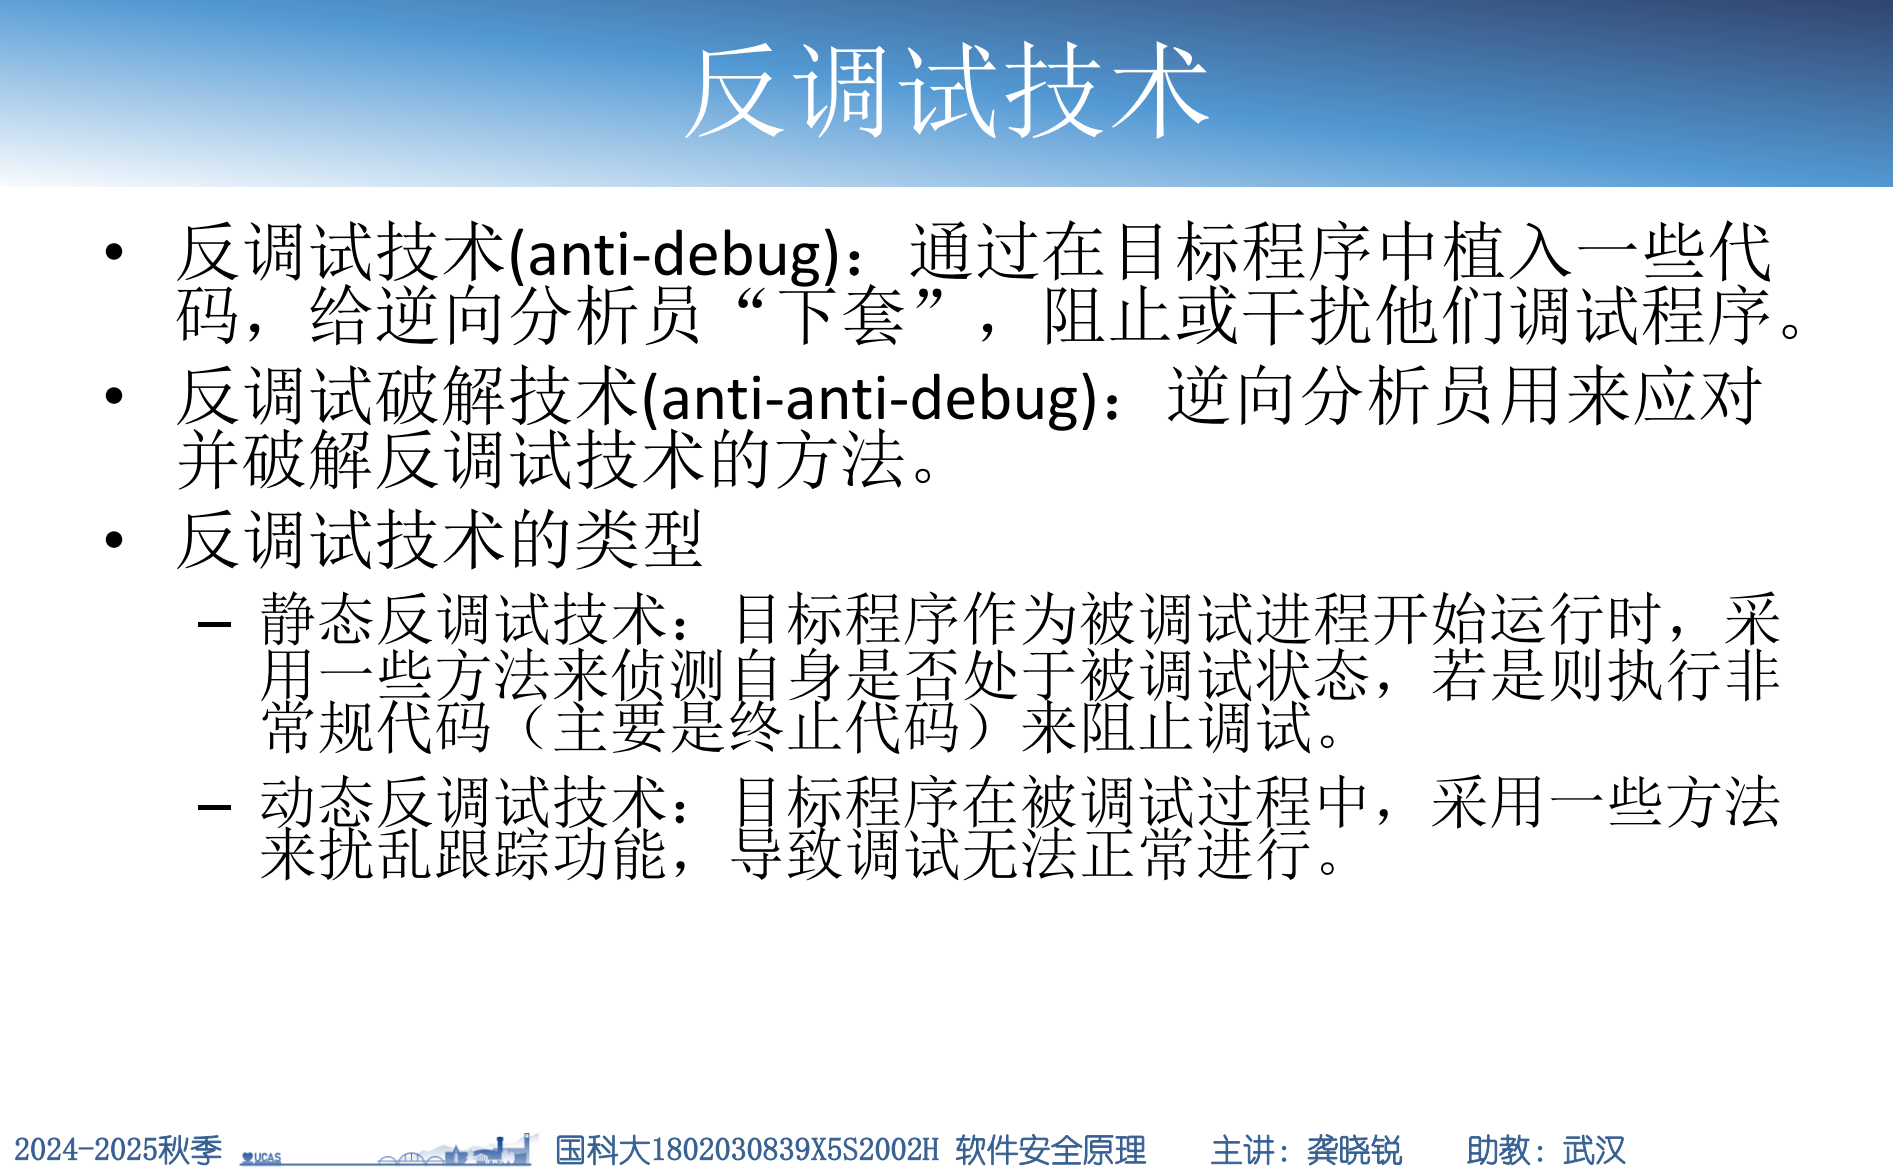 反调试技术
• 反调试技术(anti-debug)：通过在目标程序中植入一些代
码，给逆向分析员“下套”，阻止或干扰他们调试程序。
• 反调试破解技术(anti-anti-debug)：逆向分析员用来应对
并破解反调试技术的方法。
• 反调试技术的类型
– 静态反调试技术：目标程序作为被调试进程开始运行时，采
用一些方法来侦测自身是否处于被调试状态，若是则执行非
常规代码（主要是终止代码）来阻止调试。
– 动态反调试技术：目标程序在被调试过程中，采用一些方法
来扰乱跟踪功能，导致调试无法正常进行。
2024-2025秋季 UCAS 国科大1802030839X5S2002H 软件安全原理 主讲：龚晓锐 助教：武汉